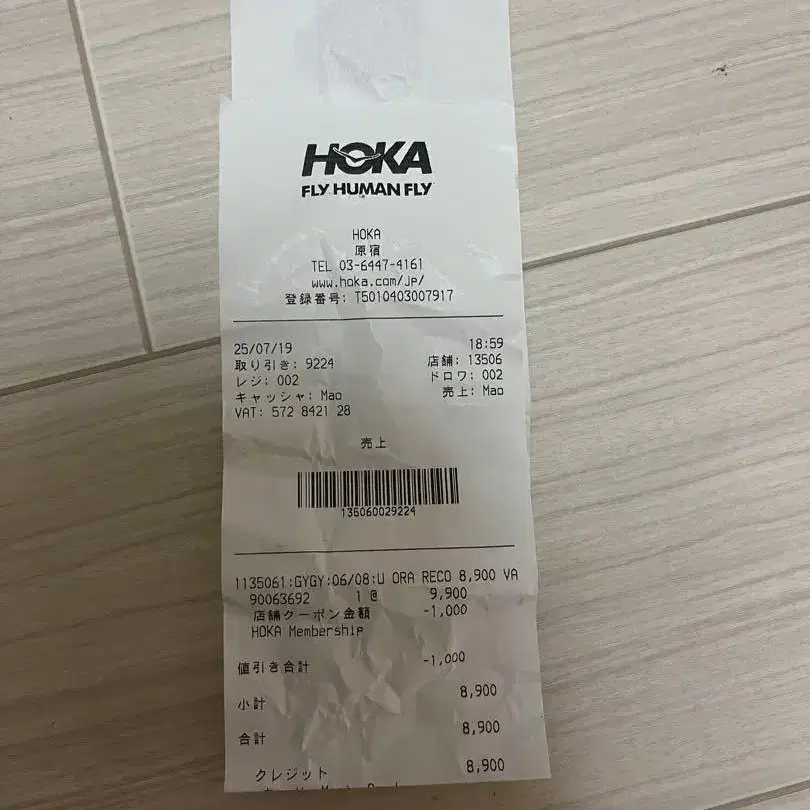 HOKA
FLY HUMAN FLY
HOKA
原宿
TEL 03-6447-4161
www.hoka.com/jp/
登録番号: T5010403007917
25/07/19 18:59
取り引き: 9224 店舗: 13506
レジ: 002 ドロワ: 002
キャッシャ: Mao 売上: Mao
VAT: 572 8421 28
売上
135060029224
1135061:GYGY:06/08:U ORA RECO 8,900 VA
90063692 1 @ 9,900
店舗クーポン金額 -1,000
HOKA Membership
値引き合計 -1,000
小計 8,900
合計 8,900
クレジット 8,900